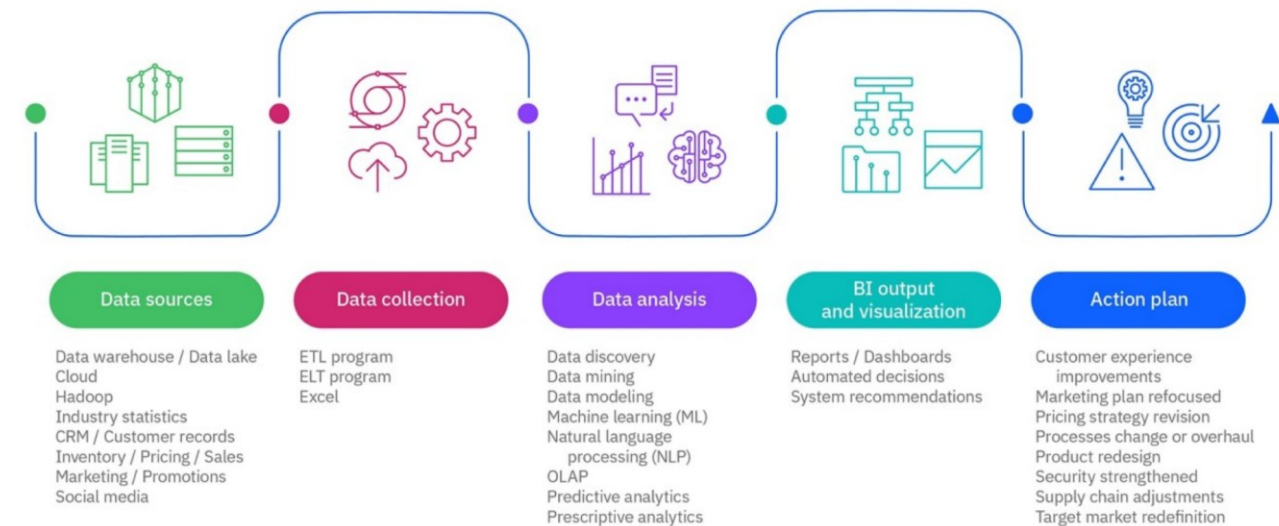 Data sources
Data warehouse / Data lake
Cloud
Hadoop
Industry statistics
CRM / Customer records
Inventory / Pricing / Sales
Marketing / Promotions
Social media
Data collection
ETL program
ELT program
Excel
Data analysis
Data discovery
Data mining
Data modeling
Machine learning (ML)
Natural language
processing (NLP)
OLAP
Predictive analytics
Prescriptive analytics
BI output
and visualization
Reports / Dashboards
Automated decisions
System recommendations
Action plan
Customer experience
improvements
Marketing plan refocused
Pricing strategy revision
Processes change or overhaul
Product redesign
Security strengthened
Supply chain adjustments
Target market redefinition